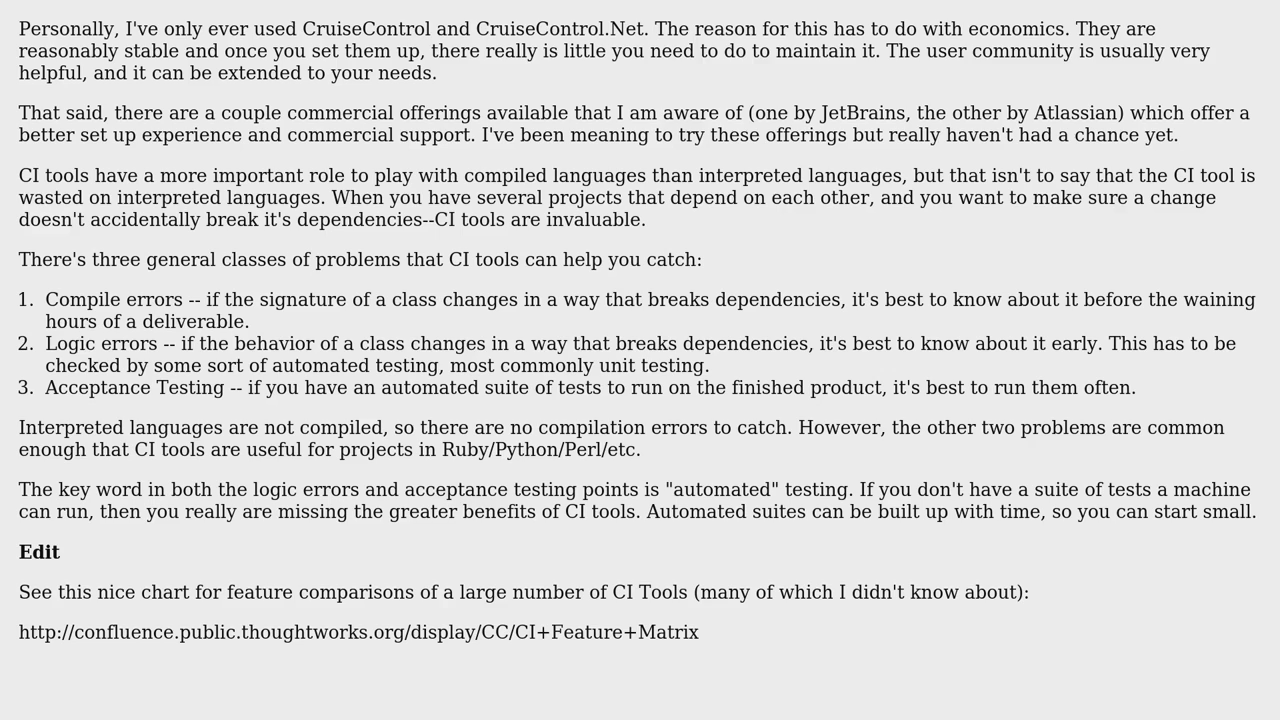 Personally, I've only ever used CruiseControl and CruiseControl.Net. The reason for this has to do with economics. They are
reasonably stable and once you set them up, there really is little you need to do to maintain it. The user community is usually very
helpful, and it can be extended to your needs.
That said, there are a couple commercial offerings available that I am aware of (one by JetBrains, the other by Atlassian) which offer a
better set up experience and commercial support. I've been meaning to try these offerings but really haven't had a chance yet.
CI tools have a more important role to play with compiled languages than interpreted languages, but that isn't to say that the CI tool is
wasted on interpreted languages. When you have several projects that depend on each other, and you want to make sure a change
doesn't accidentally break it's dependencies--CI tools are invaluable.
There's three general classes of problems that CI tools can help you catch:
1. Compile errors -- if the signature of a class changes in a way that breaks dependencies, it's best to know about it before the waining
hours of a deliverable.
2. Logic errors -- if the behavior of a class changes in a way that breaks dependencies, it's best to know about it early. This has to be
checked by some sort of automated testing, most commonly unit testing.
3. Acceptance Testing -- if you have an automated suite of tests to run on the finished product, it's best to run them often.
Interpreted languages are not compiled, so there are no compilation errors to catch. However, the other two problems are common
enough that CI tools are useful for projects in Ruby/Python/Perl/etc.
The key word in both the logic errors and acceptance testing points is "automated" testing. If you don't have a suite of tests a machine
can run, then you really are missing the greater benefits of CI tools. Automated suites can be built up with time, so you can start small.
Edit
See this nice chart for feature comparisons of a large number of CI Tools (many of which I didn't know about):
http://confluence.public.thoughtworks.org/display/CC/CI+Feature+Matrix